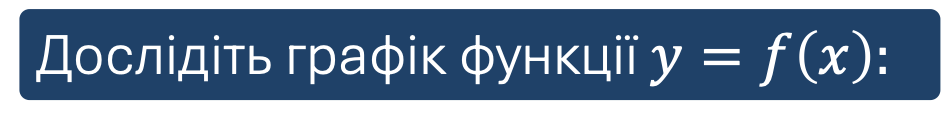 Дослідіть графік функції y = f(x):